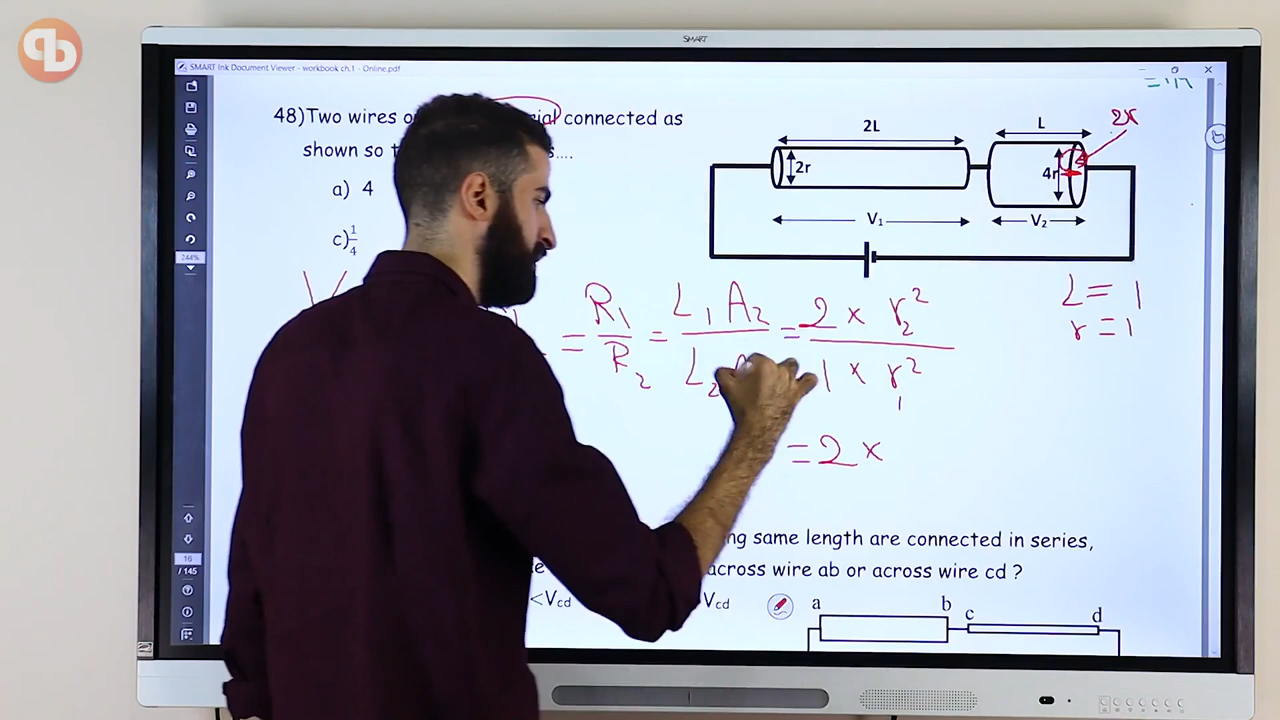 SMART
SMART Ink Document Viewer - workbook ch.1 - Online.pdf
48)Two wires connected as
shown so
a) 4
c) 1/4
2L
L
2r
2r
4r
V₁
V₂
L = 1
r = 1
= R₁/R₂ = L₁ A₂ / L₂ = 2 × r₂² / 1 × r₁²
= 2 ×
244%
16
/ 145
same length are connected in series,
across wire ab or across wire cd ?
<Vcd
Vcd
a b c d